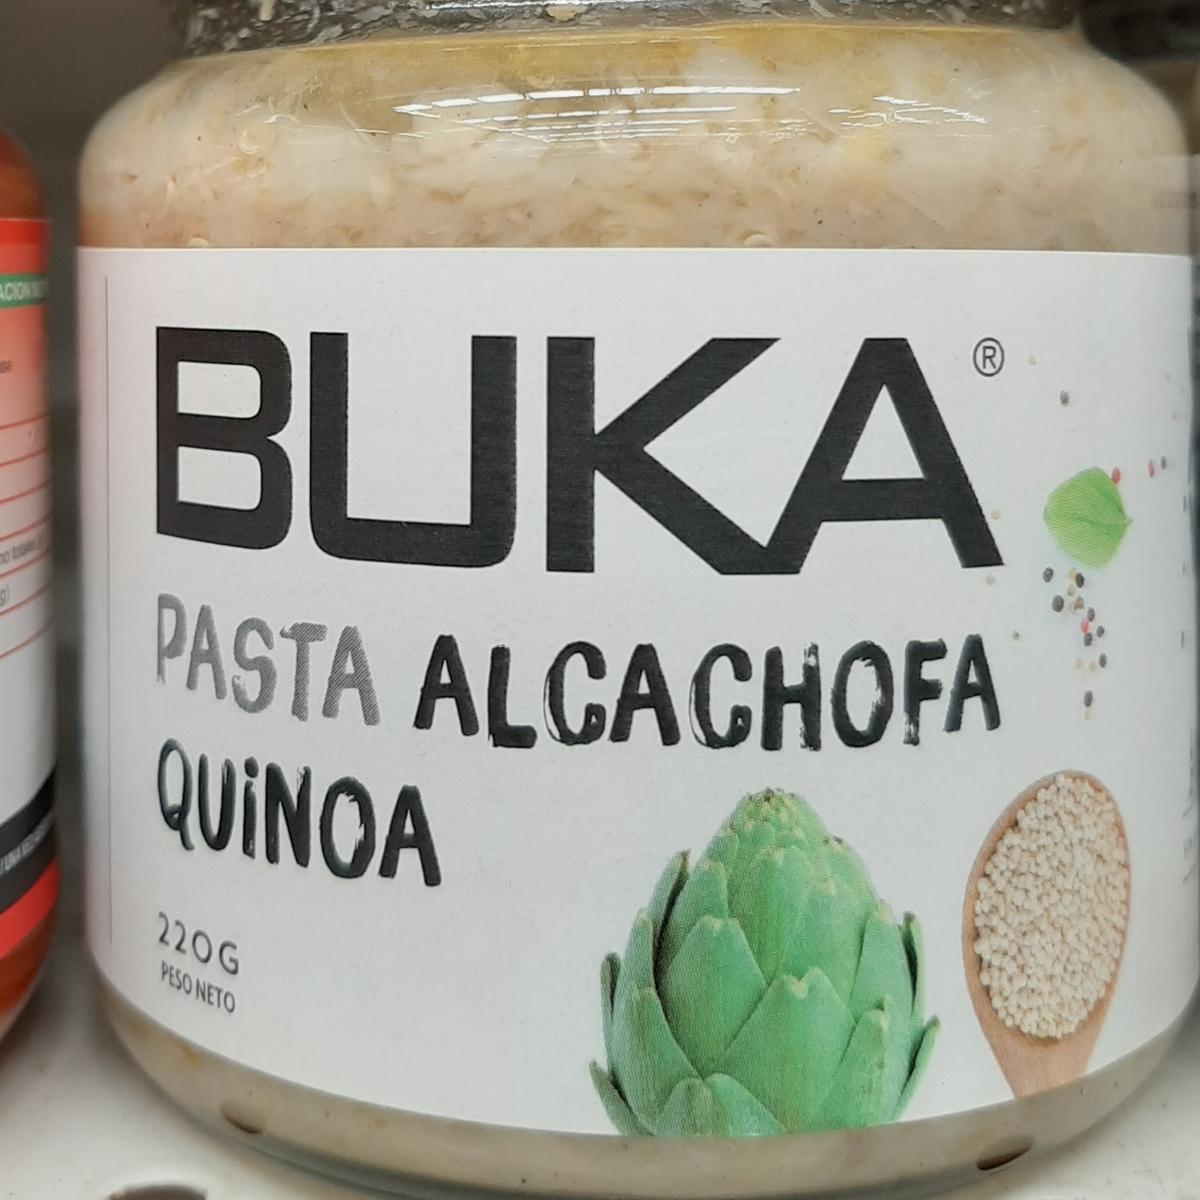 BUKA®
PASTA ALCACHOFA
QUiNOA
220G
PESO NETO